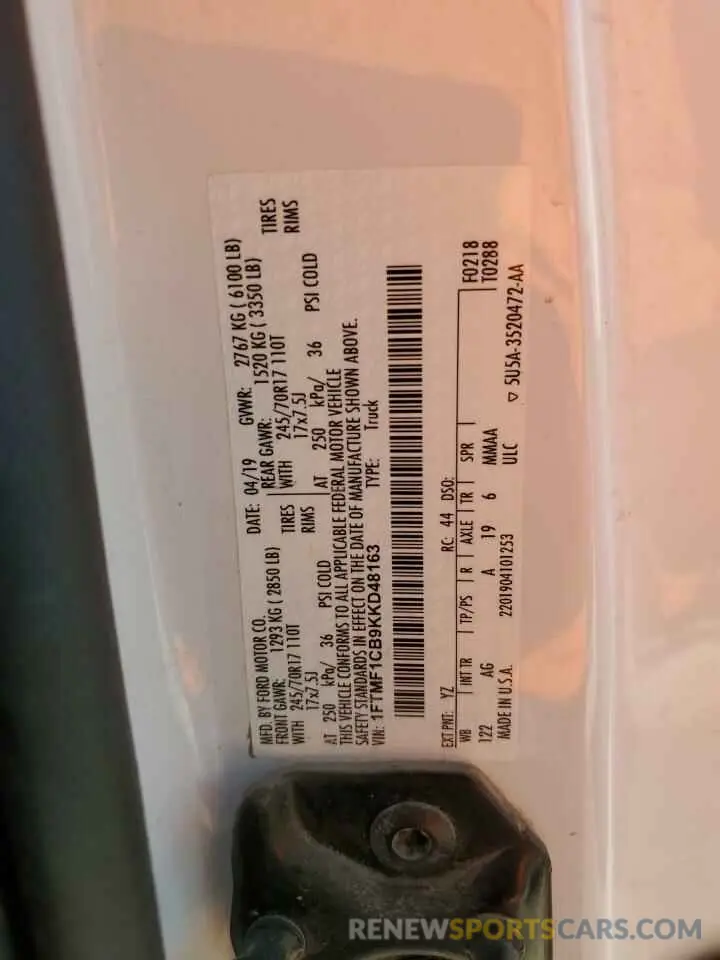 MFD. BY FORD MOTOR CO. DATE: 04/19 GVWR: 2767 KG ( 6100 LB)
FRONT GAWR: 1293 KG ( 2850 LB) REAR GAWR: 1520 KG ( 3350 LB)
WITH 245/70R17 110T TIRES WITH 245/70R17 110T TIRES
17x7.5J RIMS 17x7.5J RIMS
AT 250 kPa/ 36 PSI COLD AT 250 kPa/ 36 PSI COLD
THIS VEHICLE CONFORMS TO ALL APPLICABLE FEDERAL MOTOR VEHICLE
SAFETY STANDARDS IN EFFECT ON THE DATE OF MANUFACTURE SHOWN ABOVE.
VIN: 1FTMF1CB9KKD48163 TYPE: Truck
EXT PNT: YZ RC: 44 DSO: F0218
WB INT TR TP/PS R AXLE TR SPR T0288
122 AG A 19 6 MMAA
MADE IN U.S.A. 2201904101253 ULC ▽ 5U5A-3520472-AA
RENEWSPORTSCARS.COM